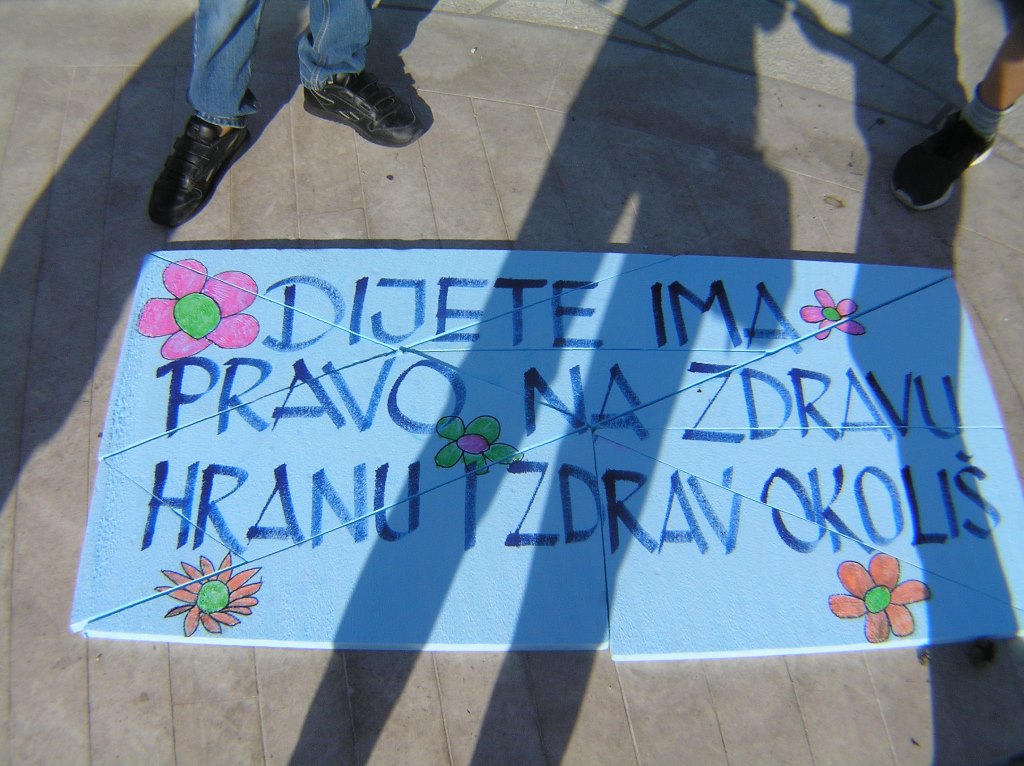 DIJETE IMA
PRAVO NA ZDRAVU
HRANU I ZDRAV OKOLIŠ